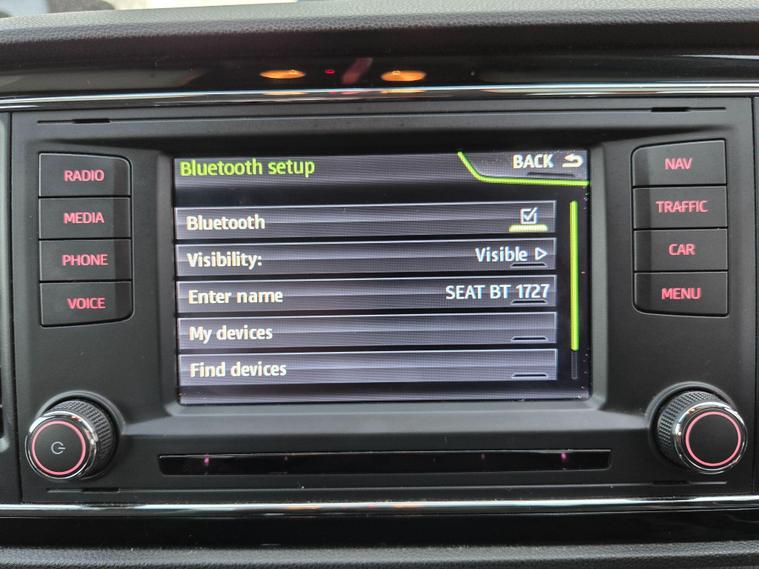 Bluetooth setup BACK
RADIO
MEDIA
PHONE
VOICE
Bluetooth
Visibility: Visible
Enter name SEAT BT 1727
My devices
Find devices
NAV
TRAFFIC
CAR
MENU